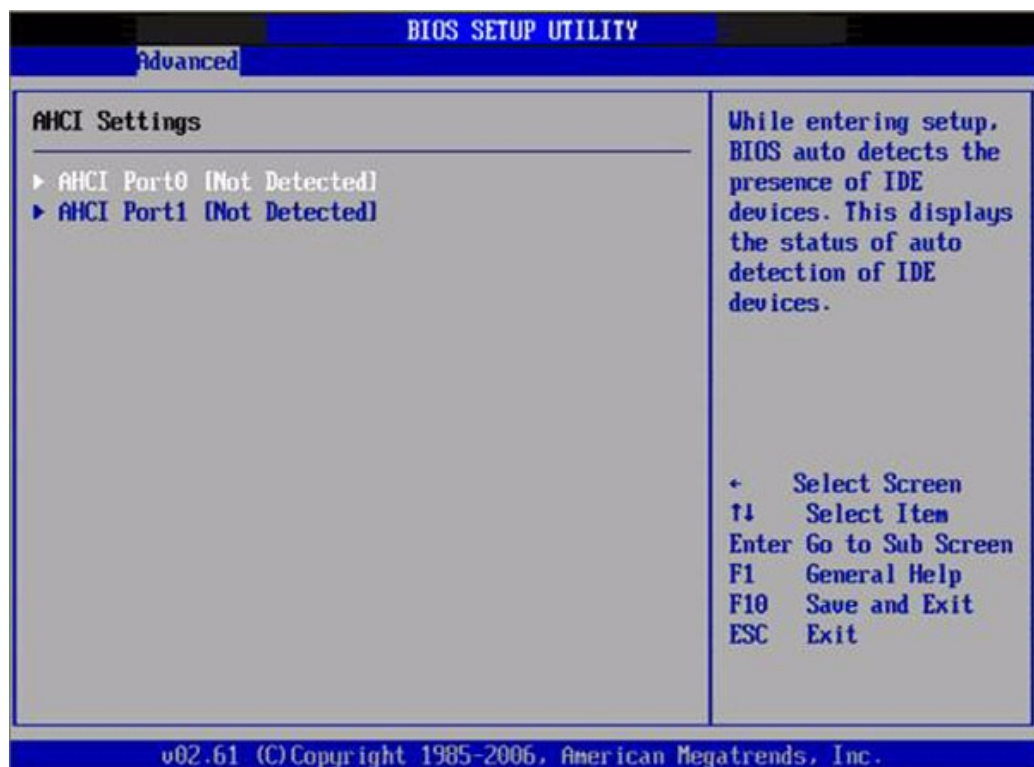 BIOS SETUP UTILITY
Advanced
AHCI Settings
▶ AHCI Port0 [Not Detected]
▶ AHCI Port1 [Not Detected]
While entering setup,
BIOS auto detects the
presence of IDE
devices. This displays
the status of auto
detection of IDE
devices.
← Select Screen
↑↓ Select Item
Enter Go to Sub Screen
F1 General Help
F10 Save and Exit
ESC Exit
v02.61 (C)Copyright 1985-2006, American Megatrends, Inc.